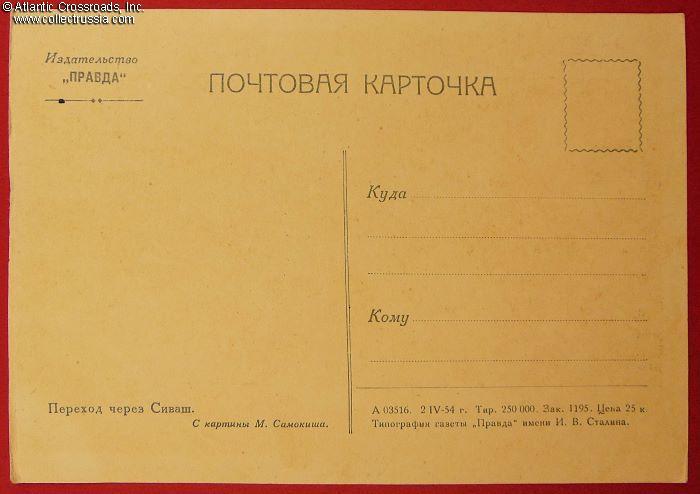 © Atlantic Crossroads, Inc.
www.collectrussia.com
Издательство
„ПРАВДА“
ПОЧТОВАЯ КАРТОЧКА
Куда
Кому
Переход через Сиваш.
С картины М. Самокиша.
А 03516. 2 IV-54 г. Тир. 250 000. Зак. 1195. Цена 25 к
Типография газеты „Правда“ имени И. В. Сталина.